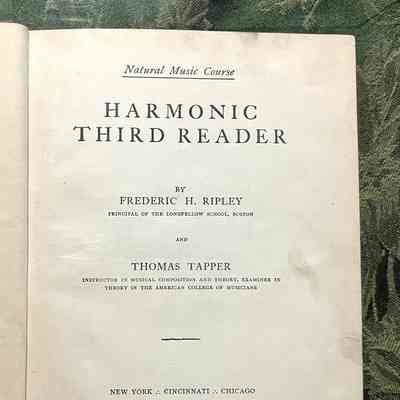 Natural Music Course
HARMONIC
THIRD READER
BY
FREDERIC H. RIPLEY
PRINCIPAL OF THE LONGFELLOW SCHOOL, BOSTON
AND
THOMAS TAPPER
INSTRUCTOR IN MUSICAL COMPOSITION AND THEORY, EXAMINER IN
THEORY IN THE AMERICAN COLLEGE OF MUSICIANS
NEW YORK ∴ CINCINNATI ∴ CHICAGO